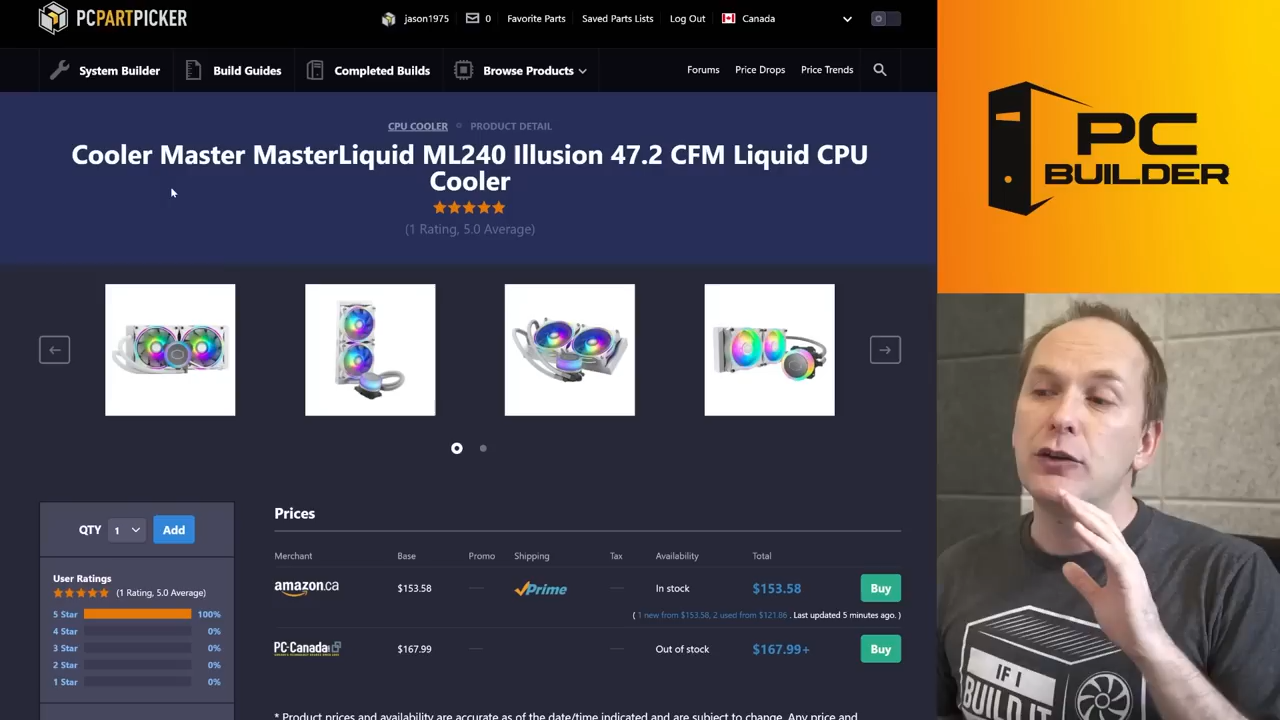 PCPARTPICKER
jason1975
0
Favorite Parts
Saved Parts Lists
Log Out
Canada
System Builder
Build Guides
Completed Builds
Browse Products
Forums
Price Drops
Price Trends
CPU COOLER
PRODUCT DETAIL
Cooler Master MasterLiquid ML240 Illusion 47.2 CFM Liquid CPU
Cooler
(1 Rating, 5.0 Average)
PC
BUILDER
QTY 1 Add
User Ratings
(1 Rating, 5.0 Average)
5 Star 100%
4 Star 0%
3 Star 0%
2 Star 0%
1 Star 0%
Prices
Merchant Base Promo Shipping Tax Availability Total
amazon.ca $153.58 — Prime — In stock $153.58 Buy
( 1 new from $153.58, 2 used from $121.86 . Last updated 5 minutes ago. )
PC-Canada $167.99 — — Out of stock $167.99+ Buy
* Product prices and availability are accurate as of the date/time indicated and are subject to change. Any price and
IF I
BUILD IT